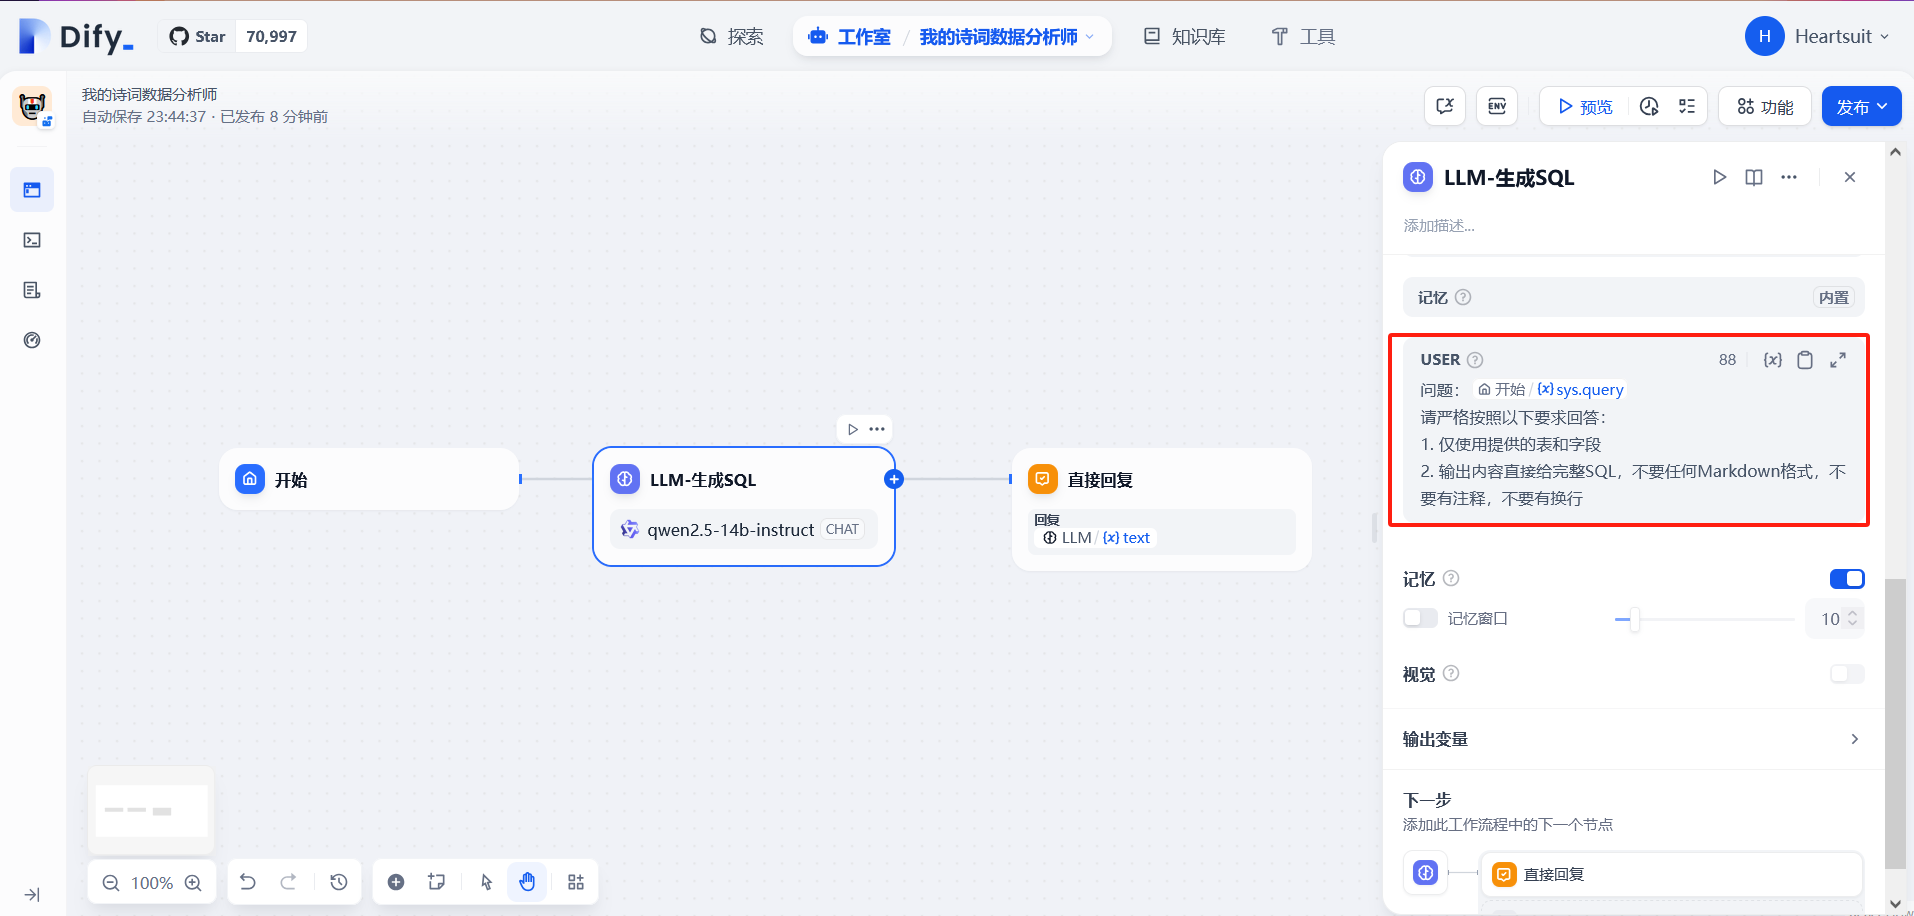 Dify_
Star 70,997
探索
工作室 / 我的诗词数据分析师
知识库
工具
H Heartsuit
我的诗词数据分析师
自动保存 23:44:37 · 已发布 8 分钟前
ENV
预览
功能
发布
开始
LLM-生成SQL
qwen2.5-14b-instruct CHAT
直接回复
回复
LLM / {x} text
100%
LLM-生成SQL
添加描述...
记忆 内置
USER 88 {x}
问题： 开始 / {x} sys.query
请严格按照以下要求回答：
1. 仅使用提供的表和字段
2. 输出内容直接给完整SQL，不要任何Markdown格式，不
要有注释，不要有换行
记忆
记忆窗口 10
视觉
输出变量
下一步
添加此工作流程中的下一个节点
直接回复